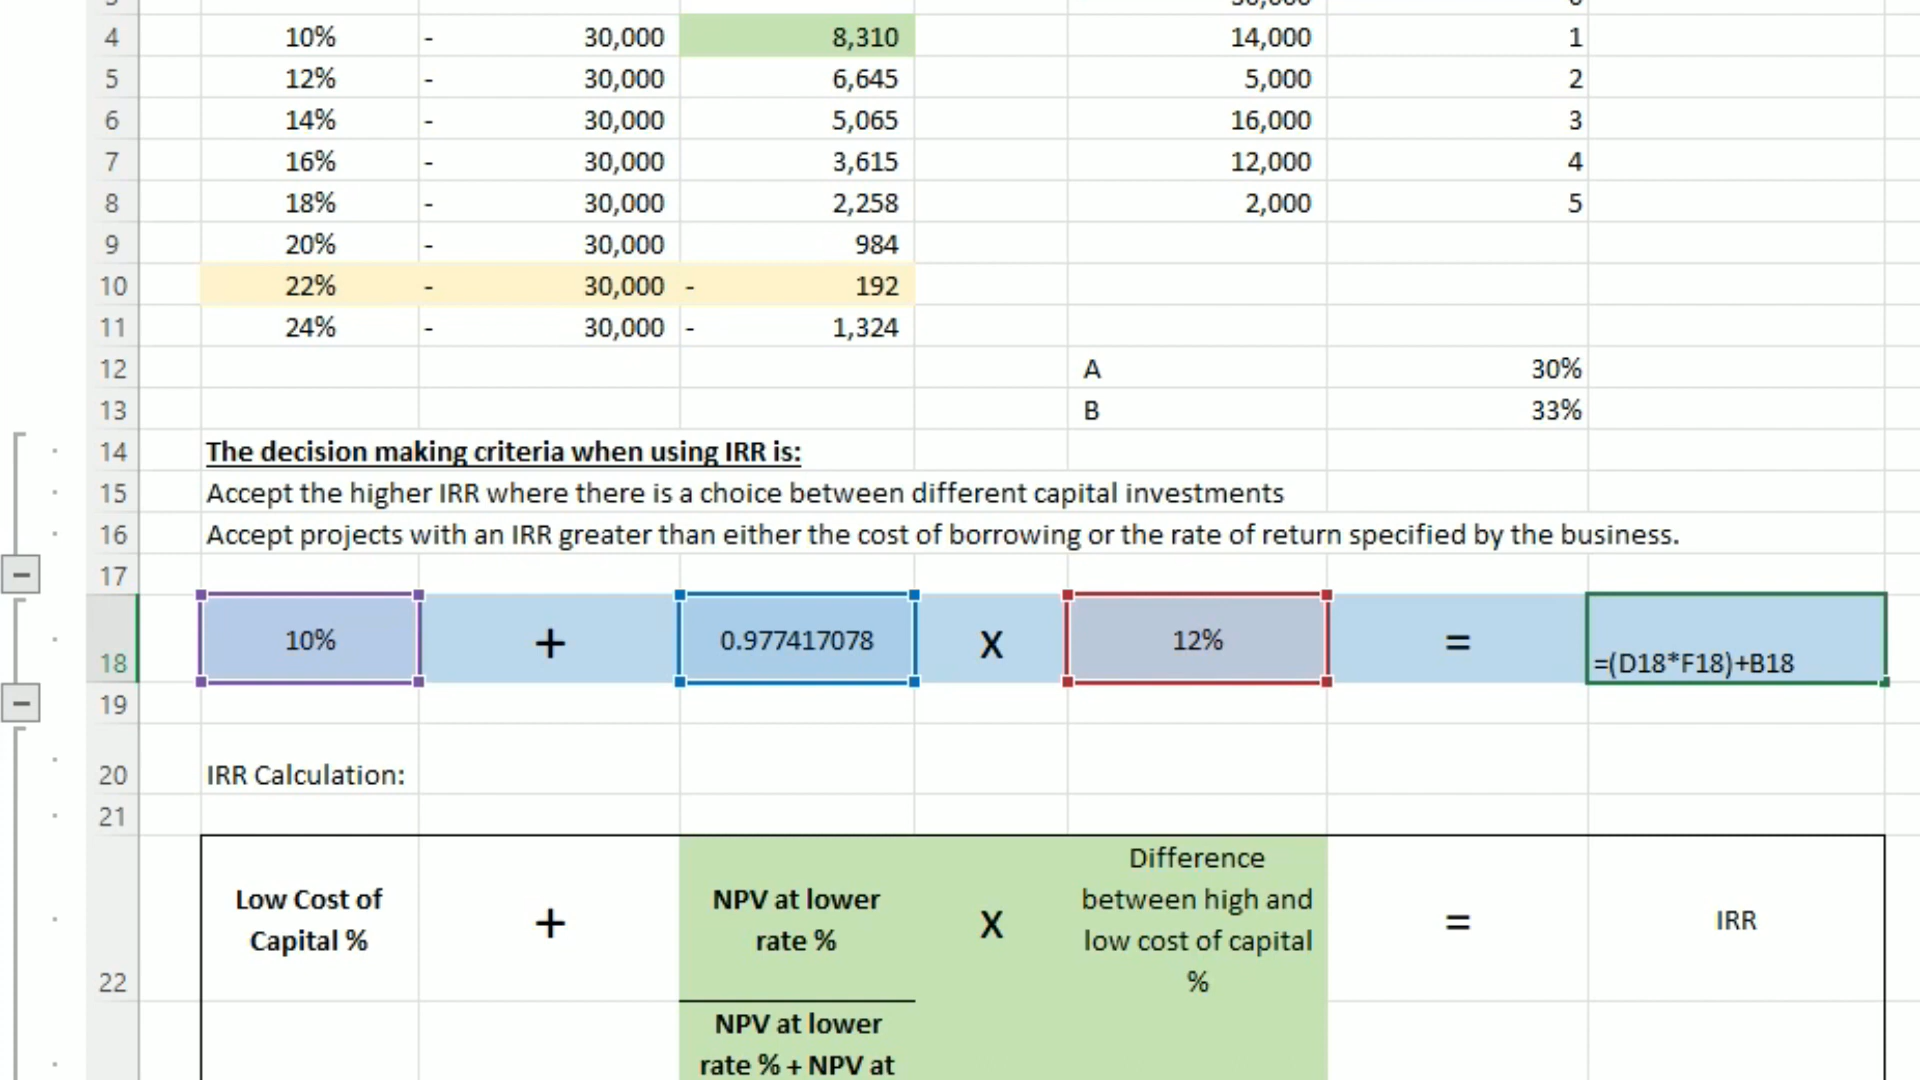 4 10% - 30,000 8,310 14,000 1
5 12% - 30,000 6,645 5,000 2
6 14% - 30,000 5,065 16,000 3
7 16% - 30,000 3,615 12,000 4
8 18% - 30,000 2,258 2,000 5
9 20% - 30,000 984
10 22% - 30,000 - 192
11 24% - 30,000 - 1,324
12 A 30%
13 B 33%
14 The decision making criteria when using IRR is:
15 Accept the higher IRR where there is a choice between different capital investments
16 Accept projects with an IRR greater than either the cost of borrowing or the rate of return specified by the business.
17
18 10% + 0.977417078 X 12% = =(D18*F18)+B18
19
20 IRR Calculation:
21
22
Low Cost of
Capital %
+
NPV at lower
rate %
X
Difference
between high and
low cost of capital
%
=
IRR
NPV at lower
rate % + NPV at